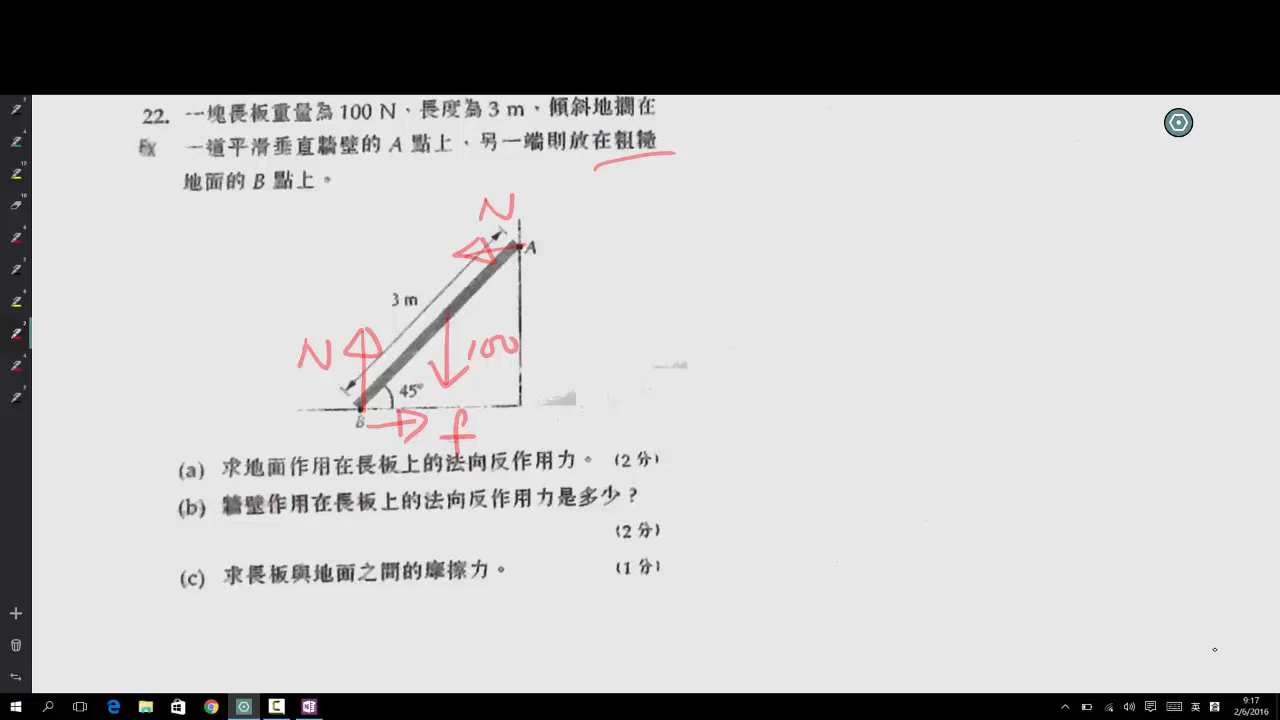 22. 一塊長板重量為 100 N，長度為 3 m，傾斜地擱在
一道平滑垂直牆壁的 A 點上，另一端則放在粗糙
地面的 B 點上。
N
A
3 m
N
100
45°
B
f
(a) 求地面作用在長板上的法向反作用力。 (2 分)
(b) 牆壁作用在長板上的法向反作用力是多少？
(2 分)
(c) 求長板與地面之間的摩擦力。 (1 分)
英
9:17
2/6/2016